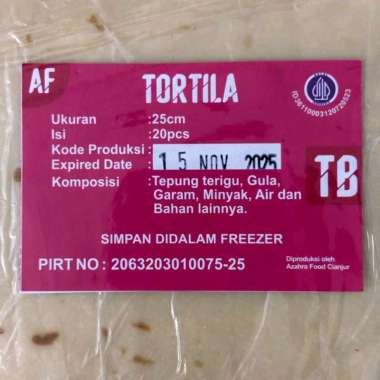 AF
TORTILA
Ukuran : 25cm
Isi : 20pcs
Kode Produksi :
Expired Date : 15 NOV 2025
Komposisi : Tepung terigu, Gula,
Garam, Minyak, Air dan
Bahan lainnya.
TB
SIMPAN DIDALAM FREEZER
PIRT NO : 2063203010075-25
Diproduksi oleh
Azahra Food Cianjur